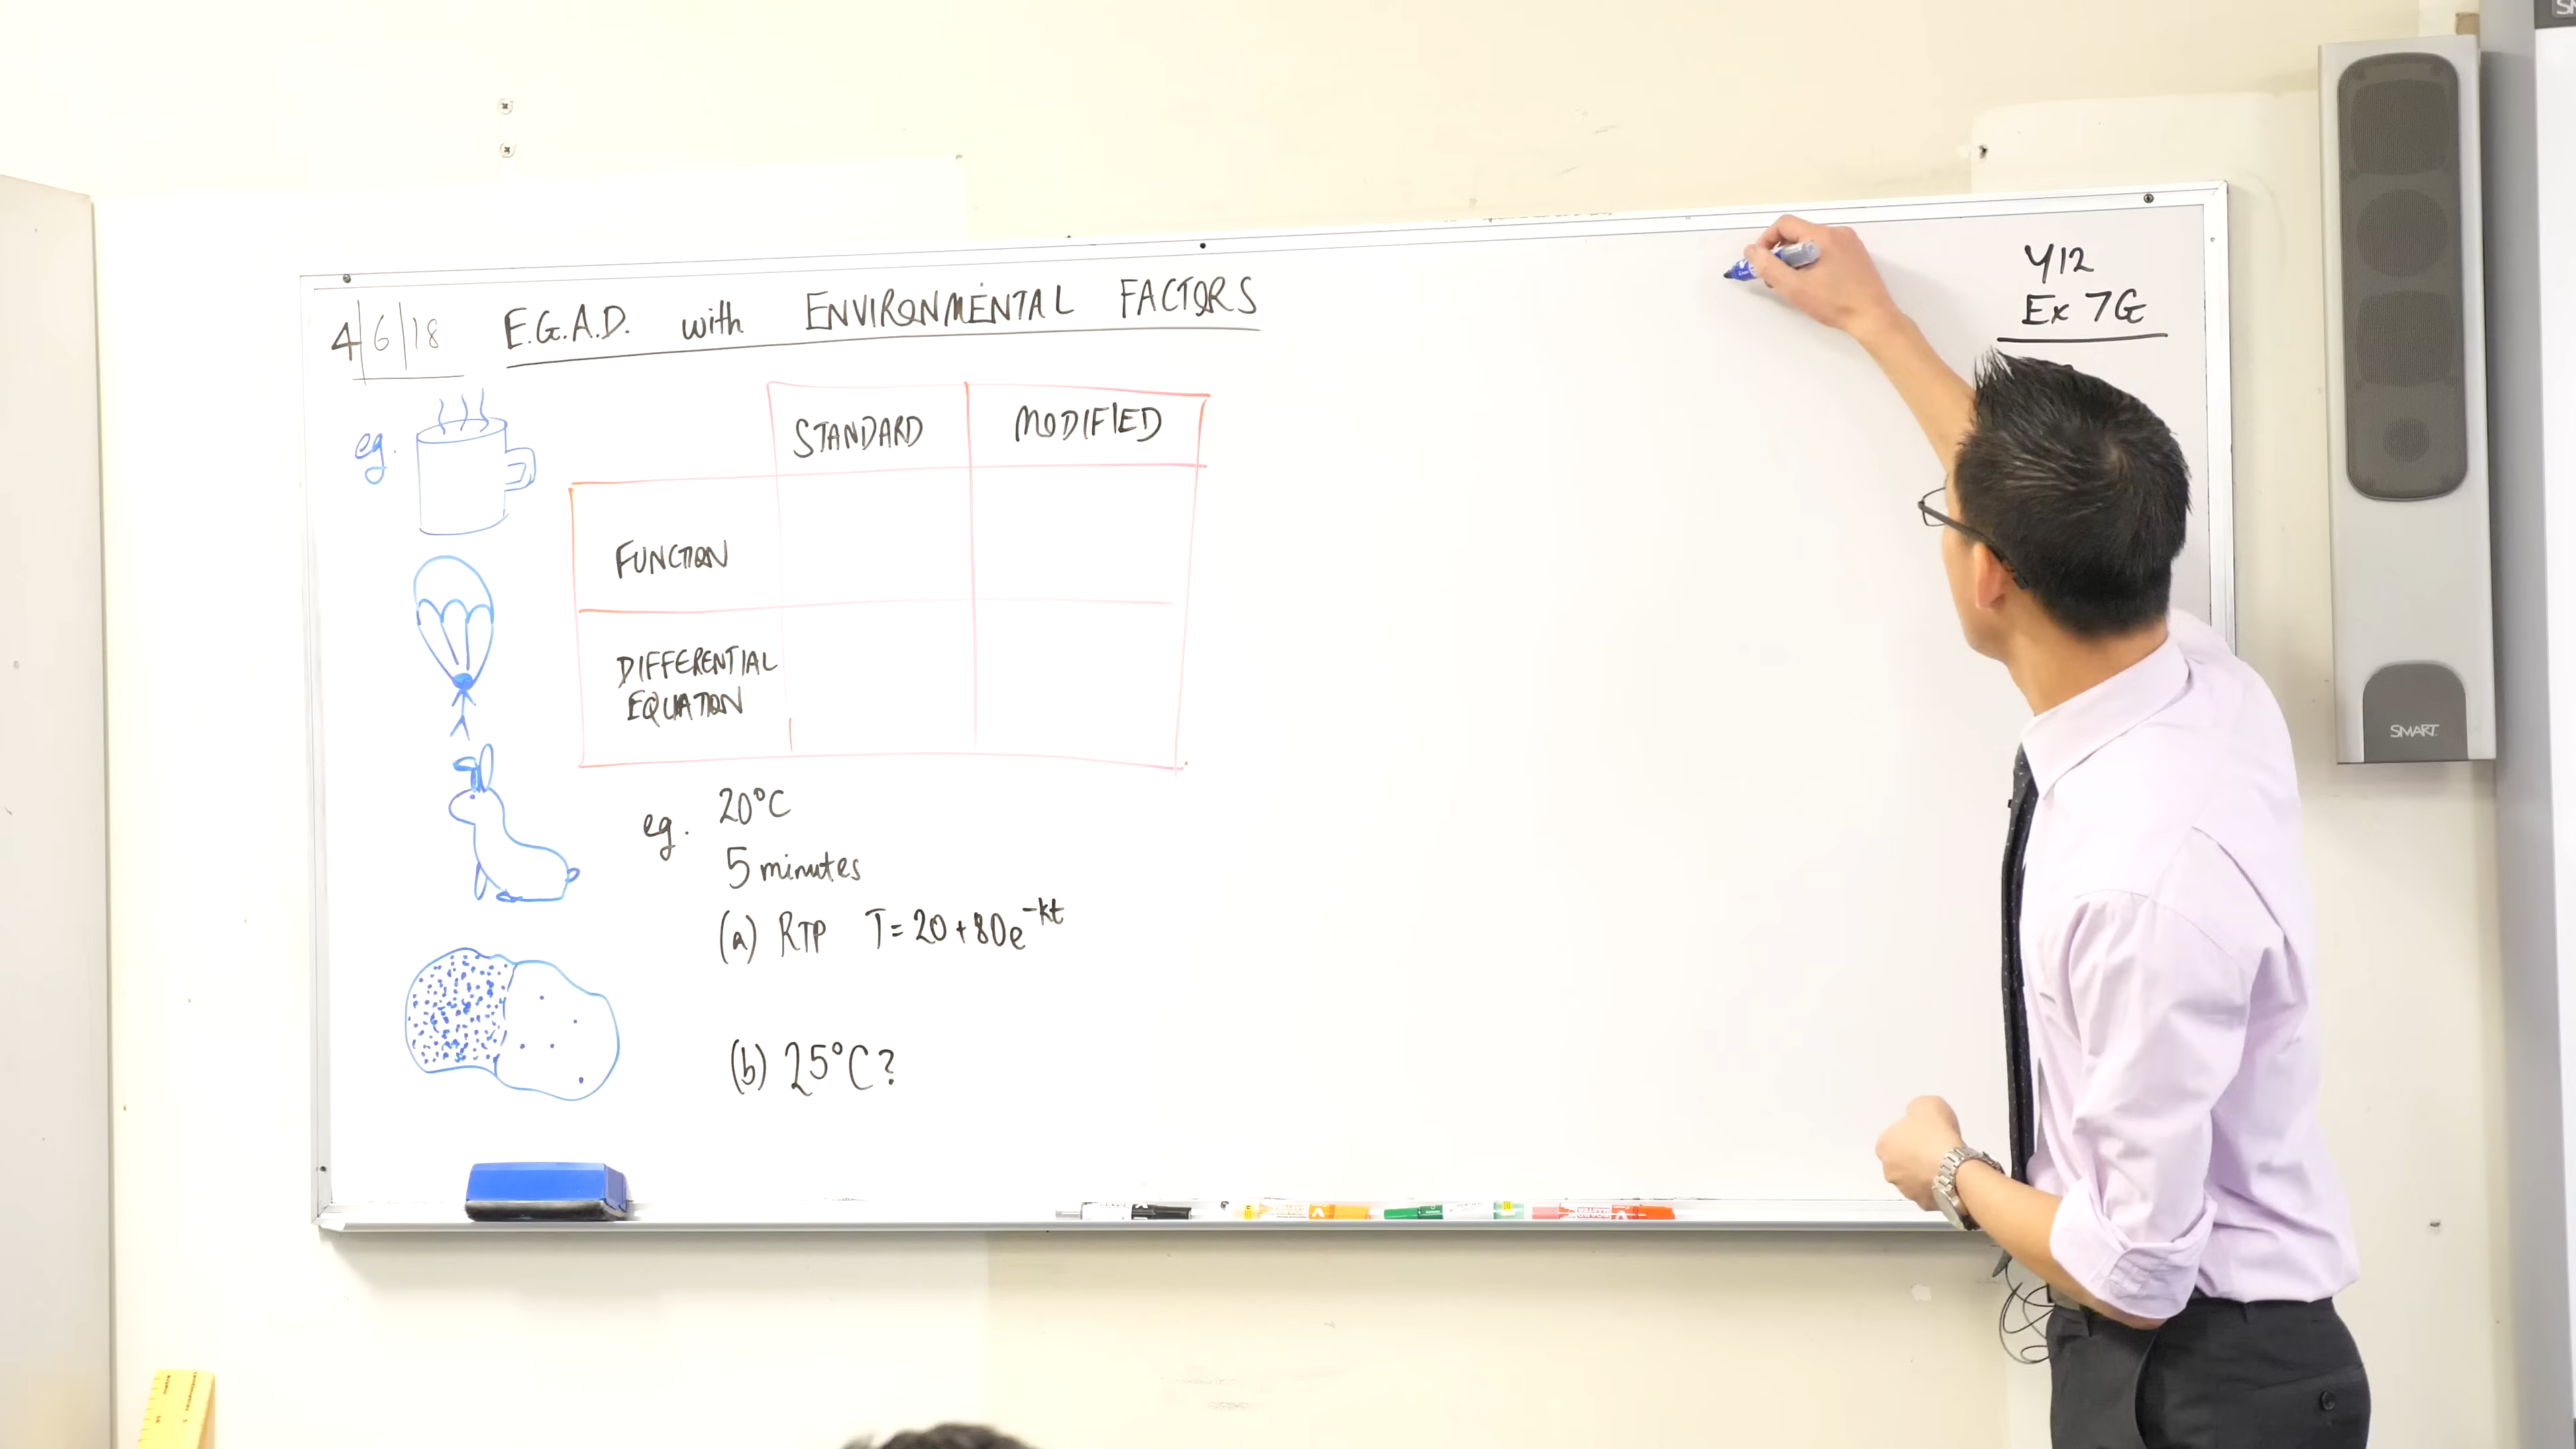 4/6/18 E.G.A.D. with ENVIRONMENTAL FACTORS
Y12
Ex 7G
eg.
STANDARD MODIFIED
FUNCTION
DIFFERENTIAL
EQUATION
eg. 20°C
5 minutes
(a) RTP T = 20 + 80e^-kt
(b) 25°C?
SMART